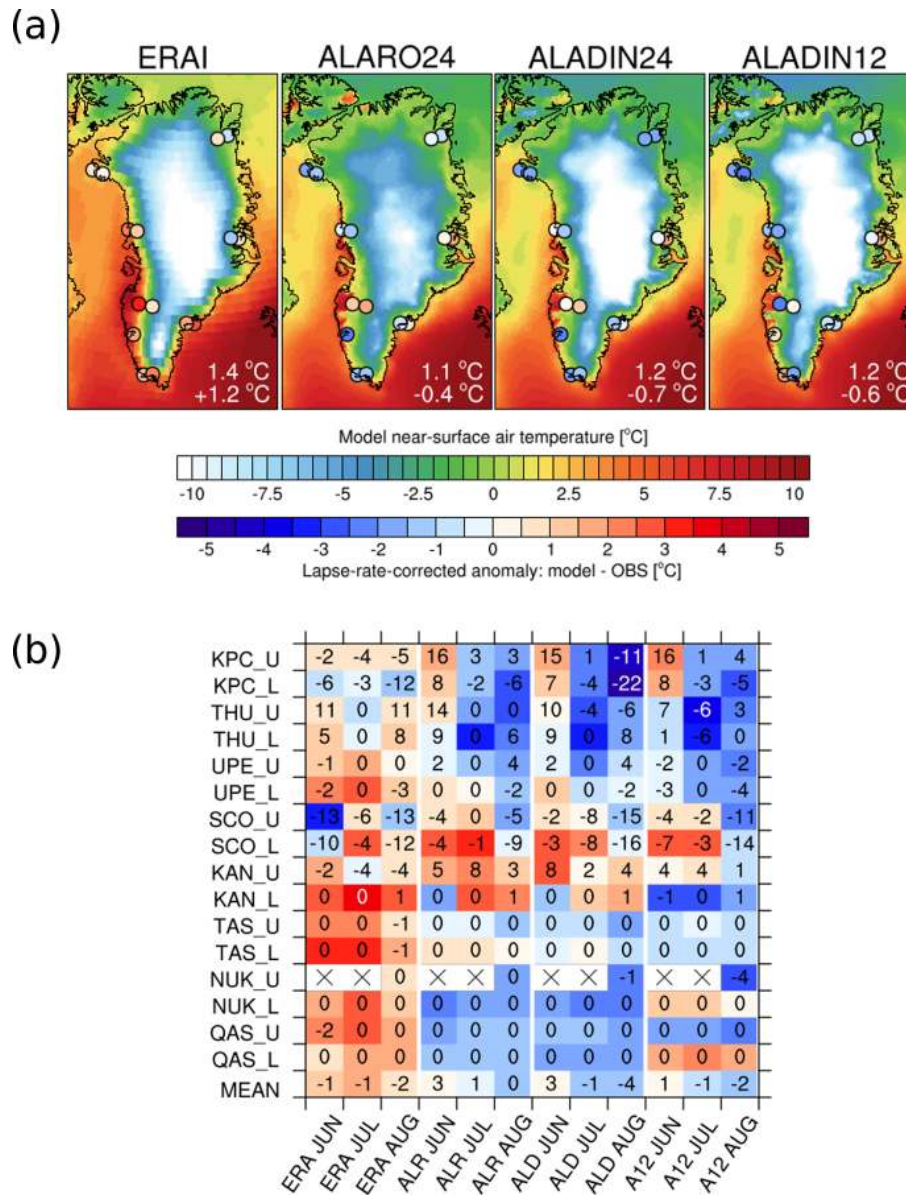 (a)
ERAI ALARO24 ALADIN24 ALADIN12
1.4 °C 1.1 °C 1.2 °C 1.2 °C
+1.2 °C -0.4 °C -0.7 °C -0.6 °C
Model near-surface air temperature [°C]
-10 -7.5 -5 -2.5 0 2.5 5 7.5 10
-5 -4 -3 -2 -1 0 1 2 3 4 5
Lapse-rate-corrected anomaly: model - OBS [°C]
(b)
KPC_U -2 -4 -5 16 3 3 15 1 -11 16 1 4
KPC_L -6 -3 -12 8 -2 -6 7 -4 -22 8 -3 -5
THU_U 11 0 11 14 0 0 10 -4 -6 7 -6 3
THU_L 5 0 8 9 0 6 9 0 8 1 -6 0
UPE_U -1 0 0 2 0 4 2 0 4 -2 0 -2
UPE_L -2 0 -3 0 0 -2 0 0 -2 -3 0 -4
SCO_U -13 -6 -13 -4 0 -5 -2 -8 -15 -4 -2 -11
SCO_L -10 -4 -12 -4 -1 -9 -3 -8 -16 -7 -3 -14
KAN_U -2 -4 -4 5 8 3 8 2 4 4 4 1
KAN_L 0 0 1 0 0 1 0 0 1 -1 0 1
TAS_U 0 0 -1 0 0 0 0 0 0 0 0 0
TAS_L 0 0 -1 0 0 0 0 0 0 0 0 0
NUK_U × × 0 × × 0 × × -1 × × -4
NUK_L 0 0 0 0 0 0 0 0 0 0 0 0
QAS_U -2 0 0 0 0 0 0 0 0 0 0 0
QAS_L 0 0 0 0 0 0 0 0 0 0 0 0
MEAN -1 -1 -2 3 1 0 3 -1 -4 1 -1 -2
ERA JUN ERA JUL ERA AUG ALR JUN ALR JUL ALR AUG ALD JUN ALD JUL ALD AUG A12 JUN A12 JUL A12 AUG